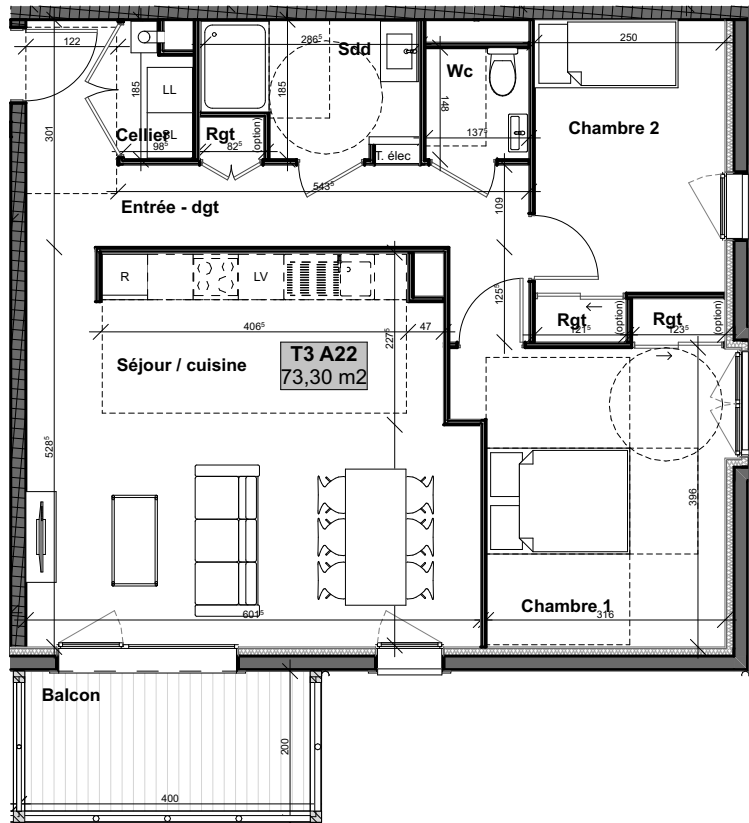 122
286⁵
Sdd
250
Wc
LL
185
185
148
301
Chambre 2
Cellier
SL
Rgt
(option)
137⁵
98⁵
82⁵
T. élec
543⁵
Entrée - dgt
109
R
LV
125⁵
Rgt
(option)
Rgt
(option)
121⁵
123⁵
406⁵
47
227⁵
Séjour / cuisine
T3 A22
73,30 m2
528⁵
396
Chambre 1
601⁵
316
Balcon
200
400